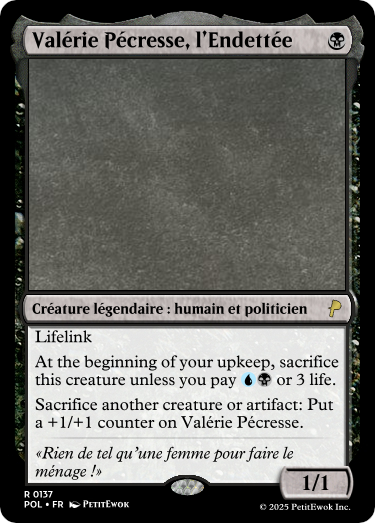 Valérie Pécresse, l'Endettée
Créature légendaire : humain et politicien
P
Lifelink
At the beginning of your upkeep, sacrifice
this creature unless you pay or 3 life.
Sacrifice another creature or artifact: Put
a +1/+1 counter on Valérie Pécresse.
«Rien de tel qu'une femme pour faire le
ménage !»
1/1
R 0137
POL • FR PetitEwok
© 2025 PetitEwok Inc.